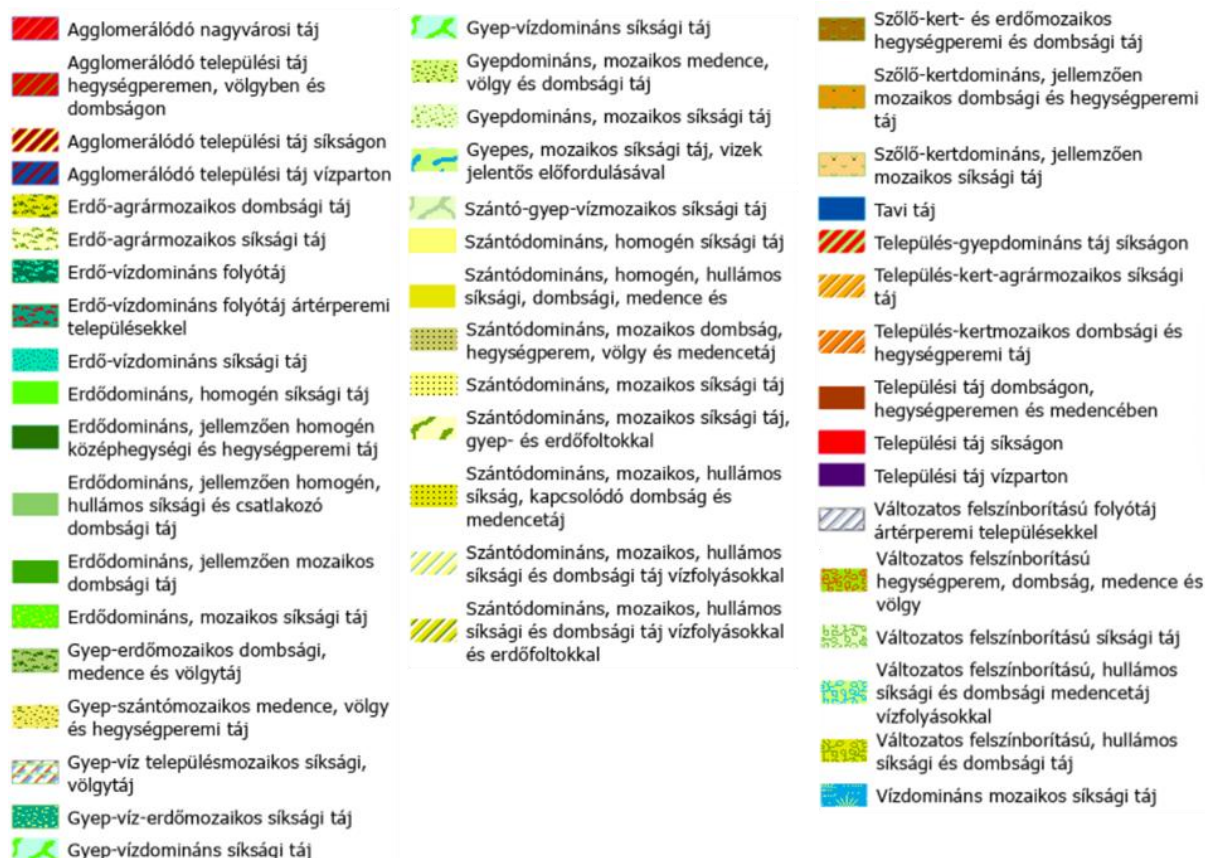 Agglomerálódó nagyvárosi táj
Agglomerálódó települési táj
hegységperemen, völgyben és
dombságon
Agglomerálódó települési táj síkságon
Agglomerálódó települési táj vízparton
Erdő-agrármozaikos dombsági táj
Erdő-agrármozaikos síksági táj
Erdő-vízdomináns folyótáj
Erdő-vízdomináns folyótáj ártérperemi
településekkel
Erdő-vízdomináns síksági táj
Erdődomináns, homogén síksági táj
Erdődomináns, jellemzően homogén
középhegységi és hegységperemi táj
Erdődomináns, jellemzően homogén,
hullámos síksági és csatlakozó
dombsági táj
Erdődomináns, jellemzően mozaikos
dombsági táj
Erdődomináns, mozaikos síksági táj
Gyep-erdőmozaikos dombsági,
medence és völgytáj
Gyep-szántómozaikos medence, völgy
és hegységperemi táj
Gyep-víz településmozaikos síksági,
völgytáj
Gyep-víz-erdőmozaikos síksági táj
Gyep-vízdomináns síksági táj
Gyep-vízdomináns síksági táj
Gyepdomináns, mozaikos medence,
völgy és dombsági táj
Gyepdomináns, mozaikos síksági táj
Gyepes, mozaikos síksági táj, vizek
jelentős előfordulásával
Szántó-gyep-vízmozaikos síksági táj
Szántódomináns, homogén síksági táj
Szántódomináns, homogén, hullámos
síksági, dombsági, medence és
Szántódomináns, mozaikos dombság,
hegységperem, völgy és medencetáj
Szántódomináns, mozaikos síksági táj
Szántódomináns, mozaikos síksági táj,
gyep- és erdőfoltokkal
Szántódomináns, mozaikos, hullámos
síkság, kapcsolódó dombság és
medencetáj
Szántódomináns, mozaikos, hullámos
síksági és dombsági táj vízfolyásokkal
Szántódomináns, mozaikos, hullámos
síksági és dombsági táj vízfolyásokkal
és erdőfoltokkal
Szőlő-kert- és erdőmozaikos
hegységperemi és dombsági táj
Szőlő-kertdomináns, jellemzően
mozaikos dombsági és hegységperemi
táj
Szőlő-kertdomináns, jellemzően
mozaikos síksági táj
Tavi táj
Település-gyepdomináns táj síkságon
Település-kert-agrármozaikos síksági
táj
Település-kertmozaikos dombsági és
hegységperemi táj
Települési táj dombságon,
hegységperemen és medencében
Települési táj síkságon
Települési táj vízparton
Változatos felszínborítású folyótáj
ártérperemi településekkel
Változatos felszínborítású
hegységperem, dombság, medence és
völgy
Változatos felszínborítású síksági táj
Változatos felszínborítású, hullámos
síksági és dombsági medencetáj
vízfolyásokkal
Változatos felszínborítású, hullámos
síksági és dombsági táj
Vízdomináns mozaikos síksági táj